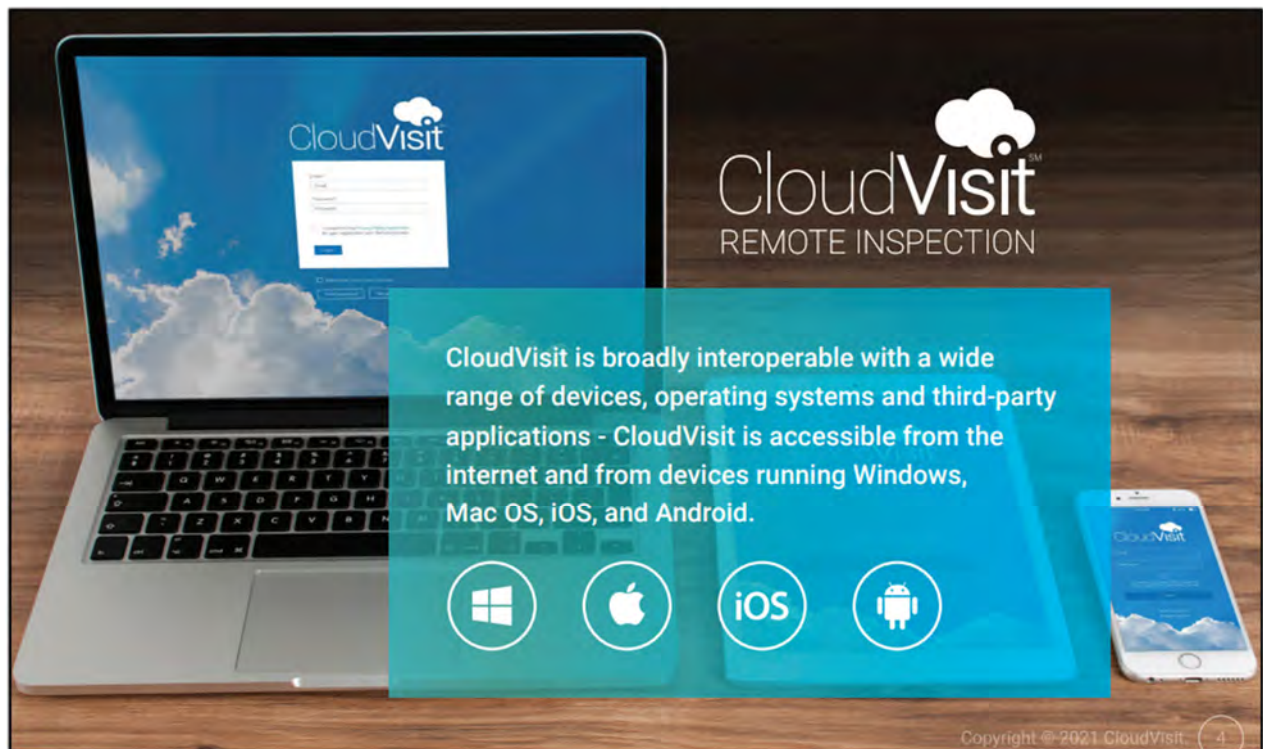 CloudVisit
CloudVisit
SM
REMOTE INSPECTION
CloudVisit is broadly interoperable with a wide
range of devices, operating systems and third-party
applications - CloudVisit is accessible from the
internet and from devices running Windows,
Mac OS, iOS, and Android.
iOS
CloudVisit
Copyright © 2021 CloudVisit.
4